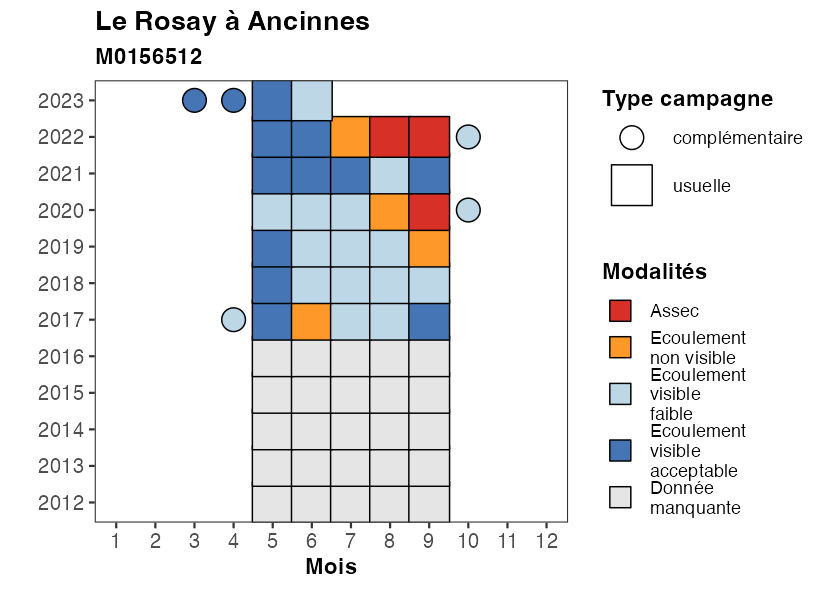 Le Rosay à Ancinnes
M0156512
2023
2022
2021
2020
2019
2018
2017
2016
2015
2014
2013
2012
1 2 3 4 5 6 7 8 9 10 11 12
Mois
Type campagne
complémentaire
usuelle
Modalités
Assec
Ecoulement
non visible
Ecoulement
visible
faible
Ecoulement
visible
acceptable
Donnée
manquante